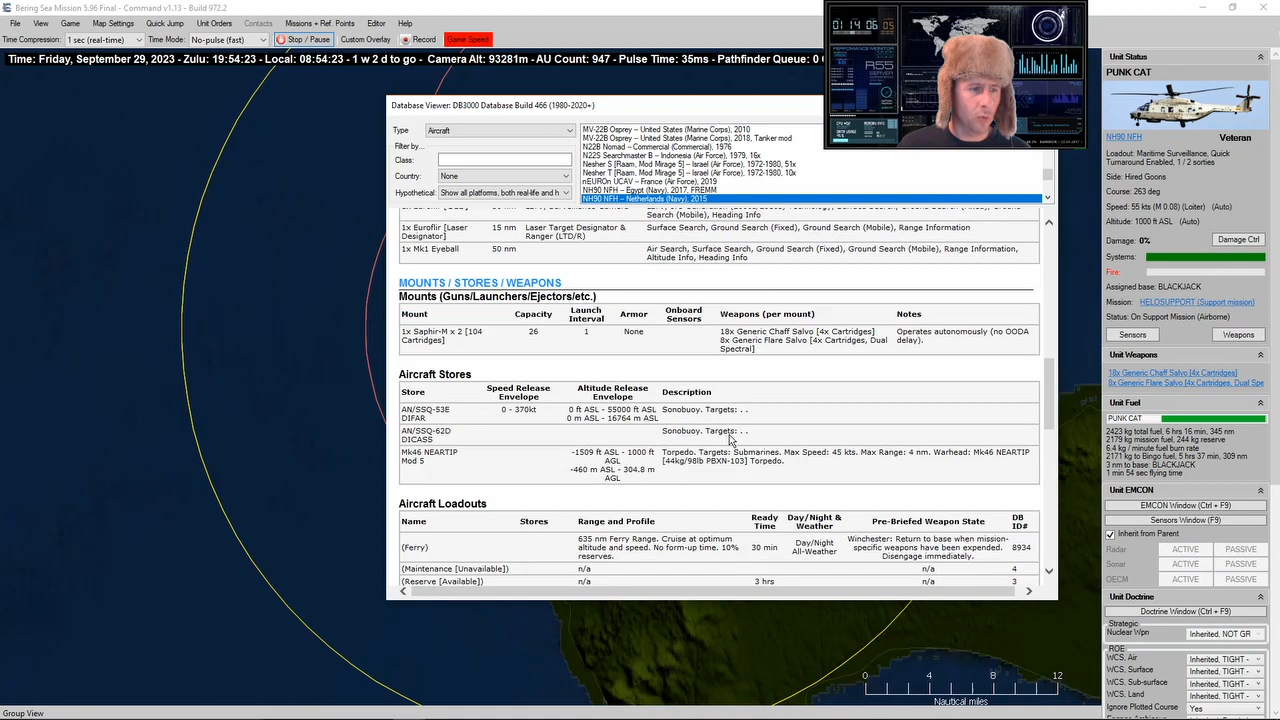 Bering Sea Mission 5.96 Final - Command v1.13 - Build 972.2
File View Game Map Settings Quick Jump Unit Orders Contacts Missions + Ref. Points Editor Help
Time Compression: 1 sec (real-time) Time Mode: No-pulse (fast) Stop / Pause Custom Overlay Record Game Speed
Time: Friday, September
Zulu: 19:54:23 - Local: 08:54:23 - 1 w 2 d to go - Camera Alt: 93281m - AU Count: 947 - Pulse Time: 35ms - Pathfinder Queue: 0
Database Viewer: DB3000 Database Build 466 (1980-2020+)
Type Aircraft
Filter by...
Class:
Country: None
Hypothetical: Show all platforms, both real-life and h
MV-22B Osprey – United States (Marine Corps), 2010
MV-22B Osprey – United States (Marine Corps), 2018, Tanker mod
N22B Nomad – Commercial (Commercial), 1976
N22S Searchmaster B – Indonesia (Air Force), 1979, 16x
Nesher S [Raam, Mod Mirage 5] – Israel (Air Force), 1972-1980, 51x
Nesher T [Raam, Mod Mirage 5] – Israel (Air Force), 1972-1980, 10x
nEUROn UCAV – France (Air Force), 2019
NH90 NFH – Egypt (Navy), 2017, FREMM
NH90 NFH – Netherlands (Navy), 2015
Search (Mobile), Heading Info
1x Euroflir [Laser Designator] 15 nm Laser Target Designator & Ranger (LTD/R) Surface Search, Ground Search (Fixed), Ground Search (Mobile), Range Information
1x Mk1 Eyeball 50 nm Air Search, Surface Search, Ground Search (Fixed), Ground Search (Mobile), Range Information,
Altitude Info, Heading Info
MOUNTS / STORES / WEAPONS
Mounts (Guns/Launchers/Ejectors/etc.)
Mount Capacity Launch Interval Armor Onboard Sensors Weapons (per mount) Notes
1x Saphir-M x 2 [104 Cartridges] 26 1 None 18x Generic Chaff Salvo [4x Cartridges]
8x Generic Flare Salvo [4x Cartridges, Dual Spectral]
Operates autonomously (no OODA delay).
Aircraft Stores
Store Speed Release Envelope Altitude Release Envelope Description
AN/SSQ-53E DIFAR 0 - 370kt 0 ft ASL - 55000 ft ASL
0 m ASL - 16764 m ASL
Sonobuoy. Targets: . .
AN/SSQ-62D DICASS Sonobuoy. Targets: . .
Mk46 NEARTIP Mod 5 -1509 ft ASL - 1000 ft AGL
-460 m ASL - 304.8 m AGL
Torpedo. Targets: Submarines. Max Speed: 45 kts. Max Range: 4 nm. Warhead: Mk46 NEARTIP
[44kg/98lb PBXN-103] Torpedo.
Aircraft Loadouts
Name Stores Range and Profile Ready Time Day/Night & Weather Pre-Briefed Weapon State DB ID#
(Ferry) 635 nm Ferry Range. Cruise at optimum altitude and speed. No form-up time. 10% reserves. 30 min Day/Night All-Weather Winchester: Return to base when mission-specific weapons have been expended. Disengage immediately. 8934
(Maintenance [Unavailable]) n/a n/a 4
(Reserve [Available]) n/a 3 hrs n/a 3
01:14:06 05
PERFORMANCE MONITOR
R55
SERVER
Unit Status
PUNK CAT
NH90 NFH Veteran
Loadout: Maritime Surveillance, Quick
Turnaround Enabled, 1 / 2 sorties
Side: Hired Goons
Course: 263 deg
Speed: 55 kts (M 0.08) (Loiter) (Auto)
Altitude: 1000 ft ASL (Auto)
Damage: 0% Damage Ctrl
Systems:
Fire:
Assigned base: BLACKJACK
Mission: HELOSUPPORT (Support mission)
Status: On Support Mission (Airborne)
Sensors Weapons
Unit Weapons
18x Generic Chaff Salvo [4x Cartridges]
8x Generic Flare Salvo [4x Cartridges, Dual Spe
Unit Fuel
PUNK CAT
2423 kg total fuel, 6 hrs 16 min, 345 nm
2179 kg mission fuel, 244 kg reserve
6.4 kg / minute fuel burn rate
2171 kg to Bingo fuel, 5 hrs 37 min, 309 nm
3 nm to base: BLACKJACK
1 min 54 sec flying time
Unit EMCON
EMCON Window (Ctrl + F9)
Sensors Window (F9)
Inherit from Parent
Radar ACTIVE PASSIVE
Sonar ACTIVE PASSIVE
OECM ACTIVE PASSIVE
Unit Doctrine
Doctrine Window (Ctrl + F9)
Strategic
Nuclear Wpn Inherited, NOT GR
ROE
WCS, Air Inherited, TIGHT -
WCS, Surface Inherited, TIGHT -
WCS, Sub-surface Inherited, TIGHT -
WCS, Land Inherited, TIGHT -
Ignore Plotted Course Yes
0 4 8 12
Nautical miles
Group View